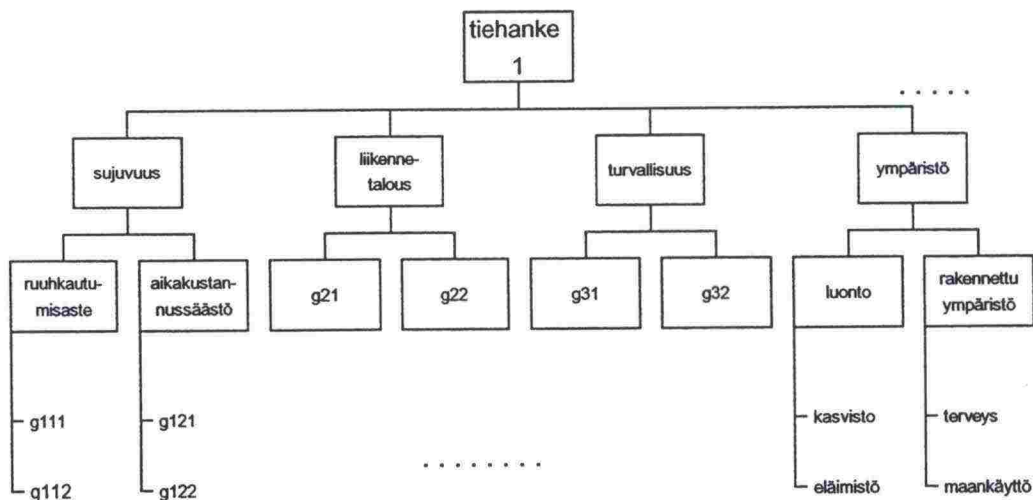 tiehanke
1
. . . . .
sujuvuus
liikenne-
talous
turvallisuus
ympäristö
ruuhkautu-
misaste
aikakustan-
nussäästö
g21
g22
g31
g32
luonto
rakennettu
ympäristö
g111
g121
kasvisto
terveys
g112
g122
. . . . . . . .
eläimistö
maankäyttö